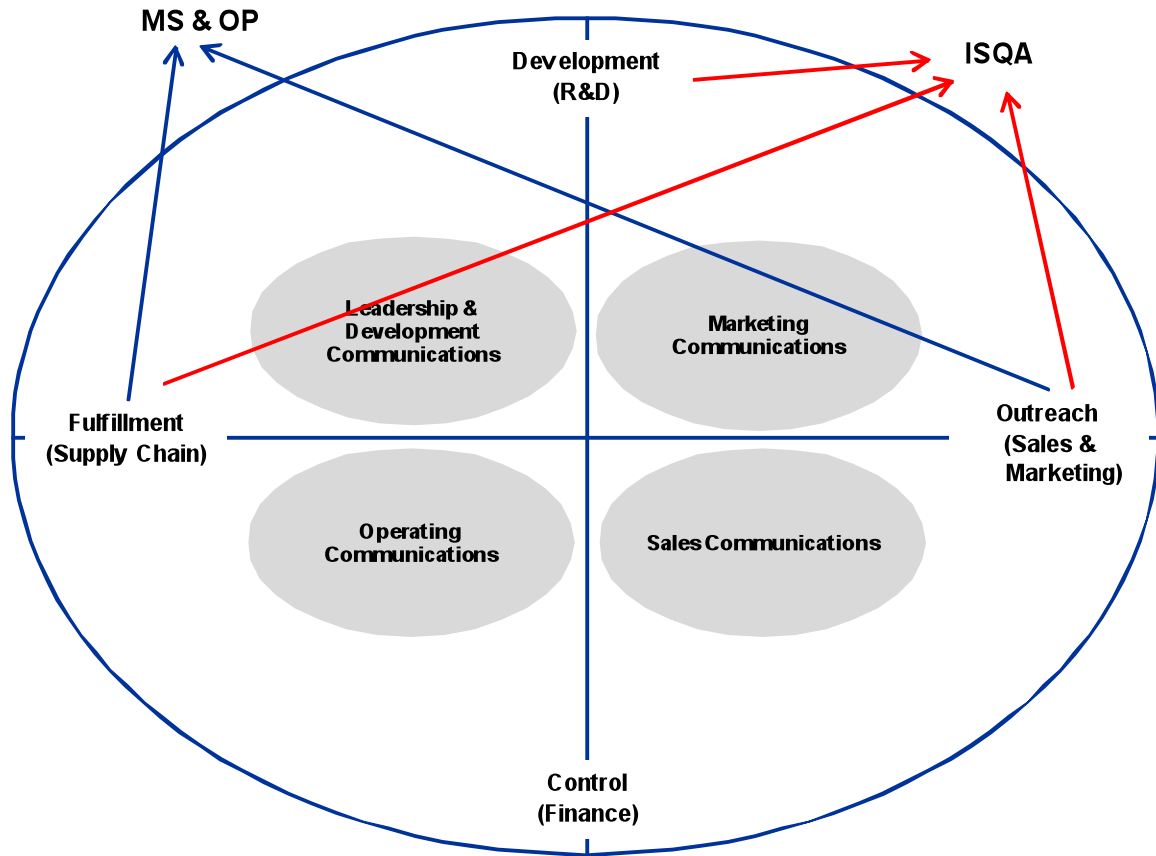 MS & OP
ISQA
Development
(R&D)
Leadership &
Development
Communications
Marketing
Communications
Fulfillment
(Supply Chain)
Outreach
(Sales &
Marketing)
Operating
Communications
Sales Communications
Control
(Finance)